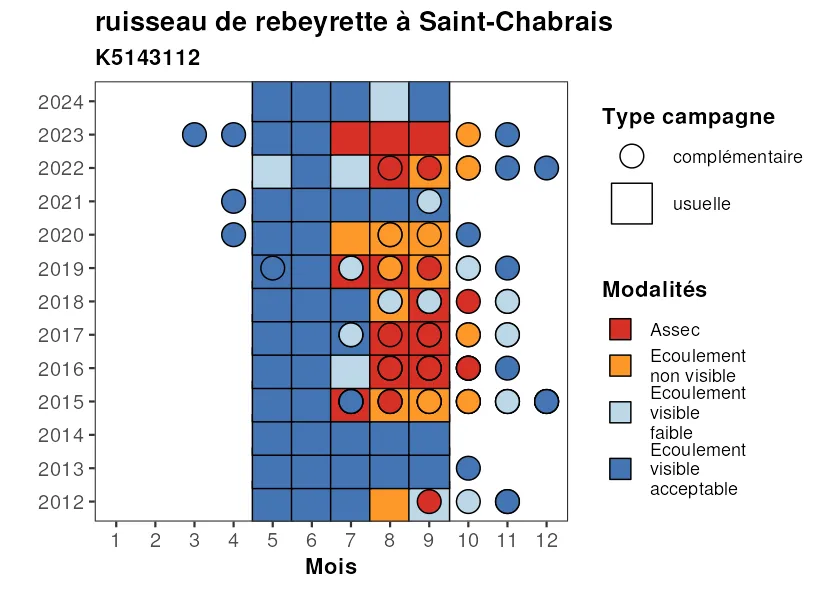 ruisseau de rebeyrette à Saint-Chabrais
K5143112
2024
2023
2022
2021
2020
2019
2018
2017
2016
2015
2014
2013
2012
1 2 3 4 5 6 7 8 9 10 11 12
Mois
Type campagne
complémentaire
usuelle
Modalités
Assec
Ecoulement
non visible
Ecoulement
visible
faible
Ecoulement
visible
acceptable